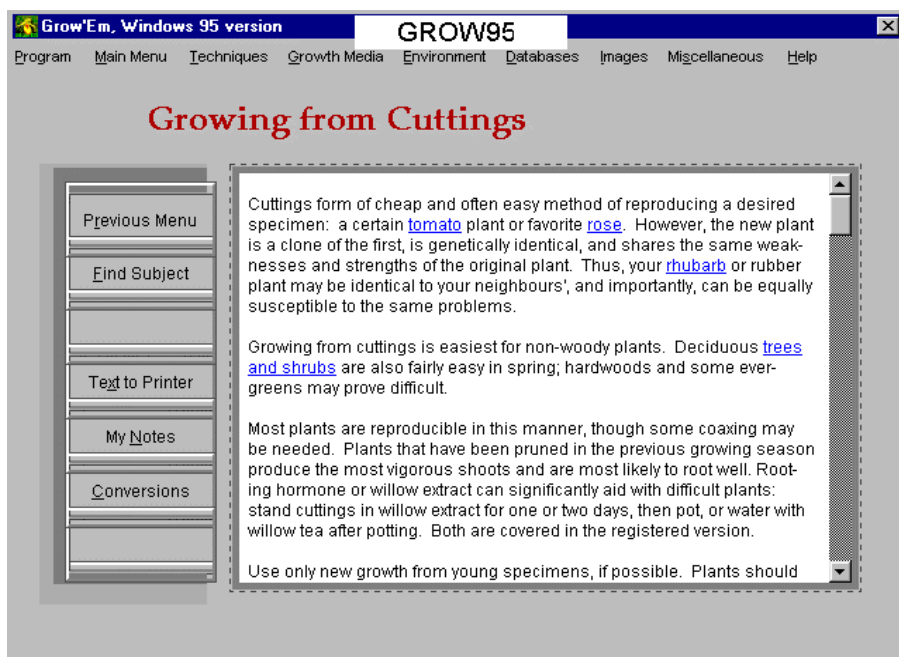 Grow'Em, Windows 95 version
GROW95
Program Main Menu Techniques Growth Media Environment Databases Images Miscellaneous Help
Growing from Cuttings
Previous Menu
Find Subject
Text to Printer
My Notes
Conversions
Cuttings form of cheap and often easy method of reproducing a desired
specimen: a certain tomato plant or favorite rose. However, the new plant
is a clone of the first, is genetically identical, and shares the same weak-
nesses and strengths of the original plant. Thus, your rhubarb or rubber
plant may be identical to your neighbours', and importantly, can be equally
susceptible to the same problems.
Growing from cuttings is easiest for non-woody plants. Deciduous trees
and shrubs are also fairly easy in spring; hardwoods and some ever-
greens may prove difficult.
Most plants are reproducible in this manner, though some coaxing may
be needed. Plants that have been pruned in the previous growing season
produce the most vigorous shoots and are most likely to root well. Root-
ing hormone or willow extract can significantly aid with difficult plants:
stand cuttings in willow extract for one or two days, then pot, or water with
willow tea after potting. Both are covered in the registered version.
Use only new growth from young specimens, if possible. Plants should